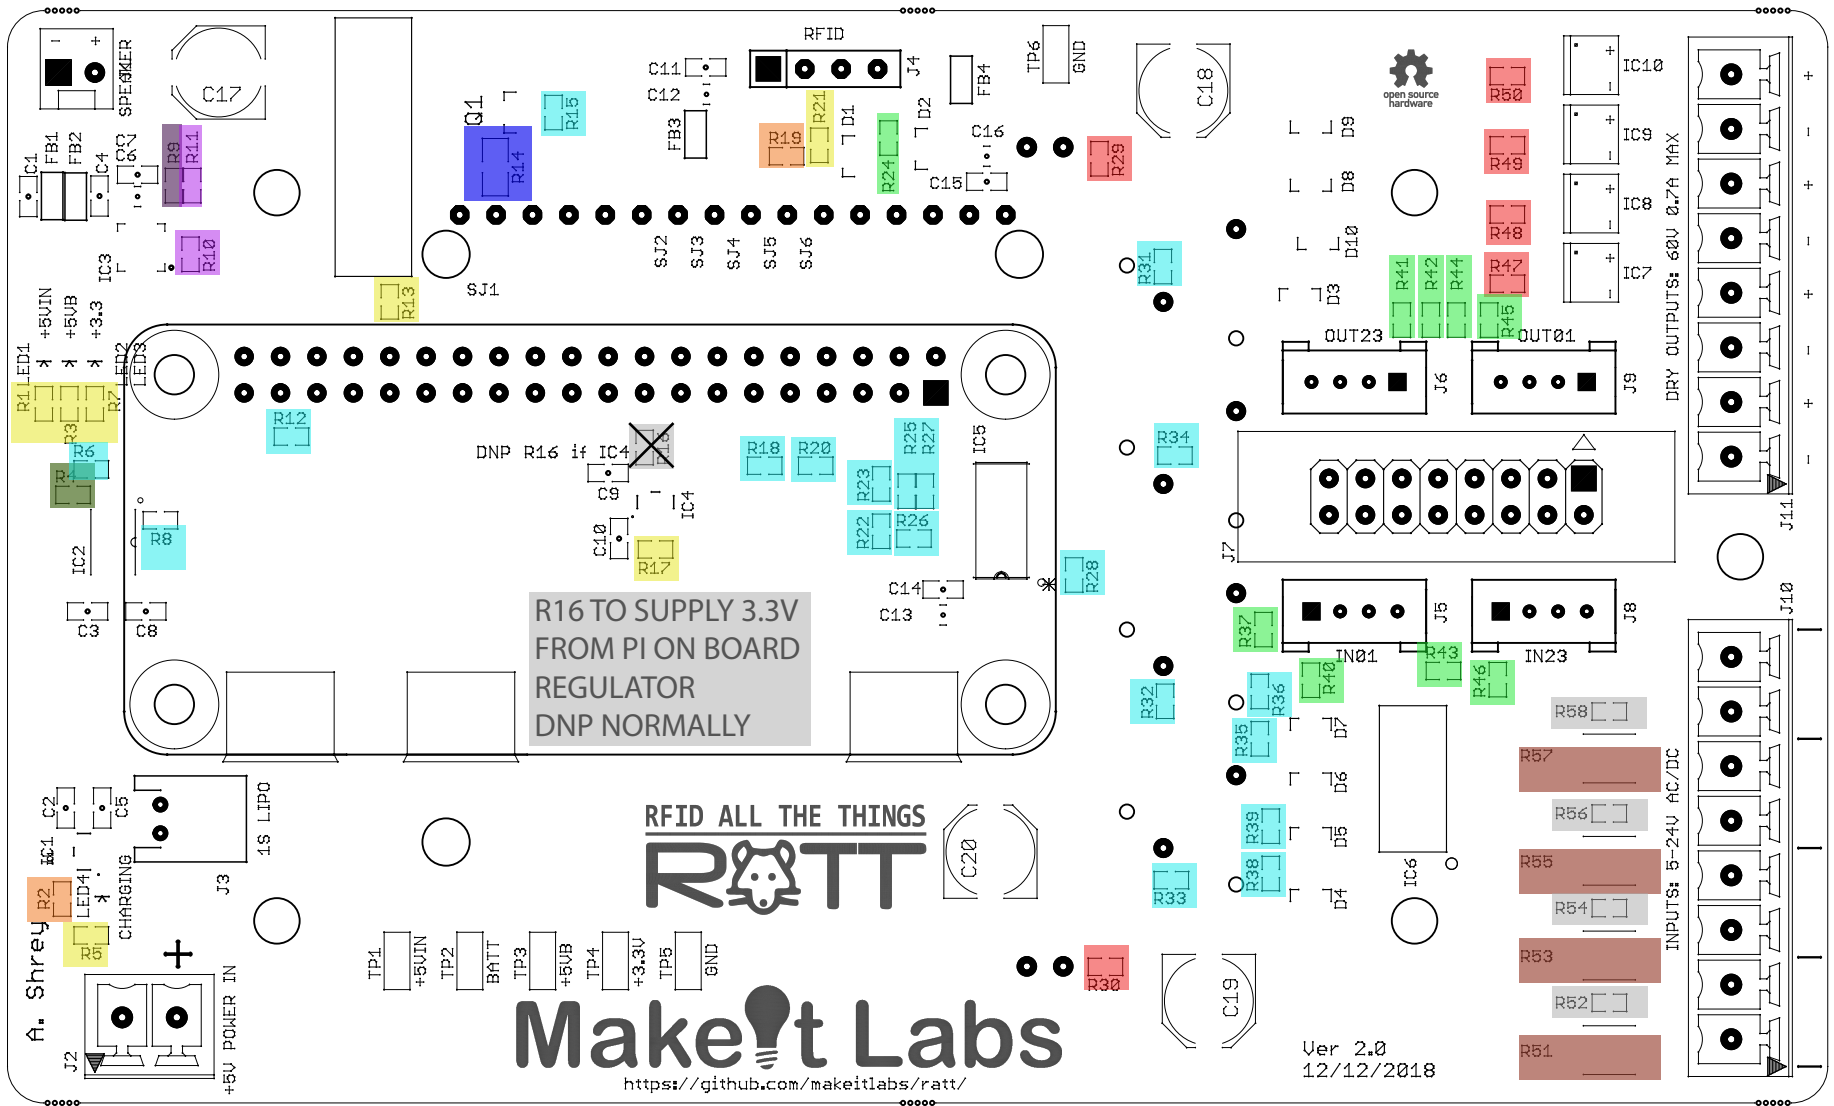 RFID
SPEAKER
- +
C17
C11
C12
FB3
J4
FB4
TP6
GND
C18
open source
hardware
R50
IC10
Q1
R15
R14
R19
R21
D1
D2
R24
C16
C15
R29
D9
D8
D10
D3
R49
IC9
R48
IC8
R47
IC7
DRY OUTPUTS: 60V 0.7A MAX
J11
C1
FB1
FB2
C4
R9
R11
R10
IC3
R13
SJ1
SJ2
SJ3
SJ4
SJ5
SJ6
R31
R41
R42
R44
R45
OUT23
OUT01
J6
J9
+5VIN
+5VB
+3.3
LED1
LED2
LED3
R1
R3
R7
R6
R4
R8
IC2
C3
C8
R12
DNP R16 if IC4
R16
C9
IC4
C10
R17
R18
R20
R25
R27
R23
R22
R26
IC5
C14
C13
R28
R34
J7
R16 TO SUPPLY 3.3V
FROM PI ON BOARD
REGULATOR
DNP NORMALLY
R37
J5
J8
IN01
IN23
R43
R40
R46
R32
R36
R35
D7
D6
R39
D5
R38
D4
R33
IC6
J10
R58
R57
R56
R55
R54
R53
R52
R51
INPUTS: 5-24V AC/DC
C2
C5
IC1
1S LIPO
J3
R2
LED4
CHARGING
R5
A. Shrey
J2
+5V POWER IN
RFID ALL THE THINGS
RATT
C20
TP1
+5VIN
TP2
BATT
TP3
+5VB
TP4
+3.3V
TP5
GND
R30
C19
MakeIt Labs
https://github.com/makeitlabs/ratt/
Ver 2.0
12/12/2018